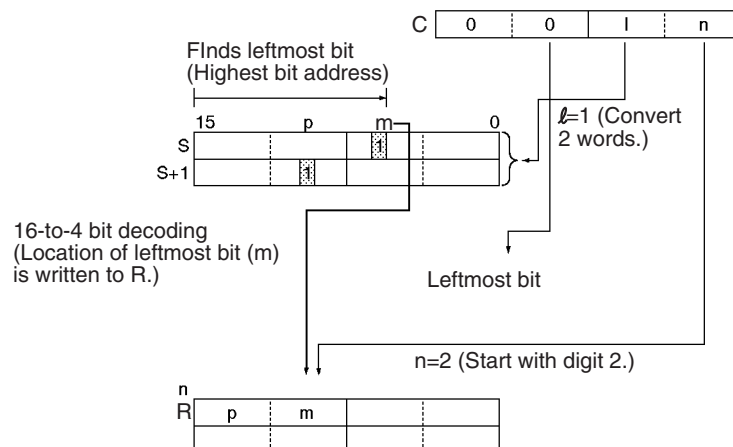 C 0 0 l n
FInds leftmost bit
(Highest bit address)
ℓ=1 (Convert
2 words.)
15 p m 0
S 1
S+1 1
16-to-4 bit decoding
(Location of leftmost bit (m)
is written to R.)
Leftmost bit
n=2 (Start with digit 2.)
n
R p m